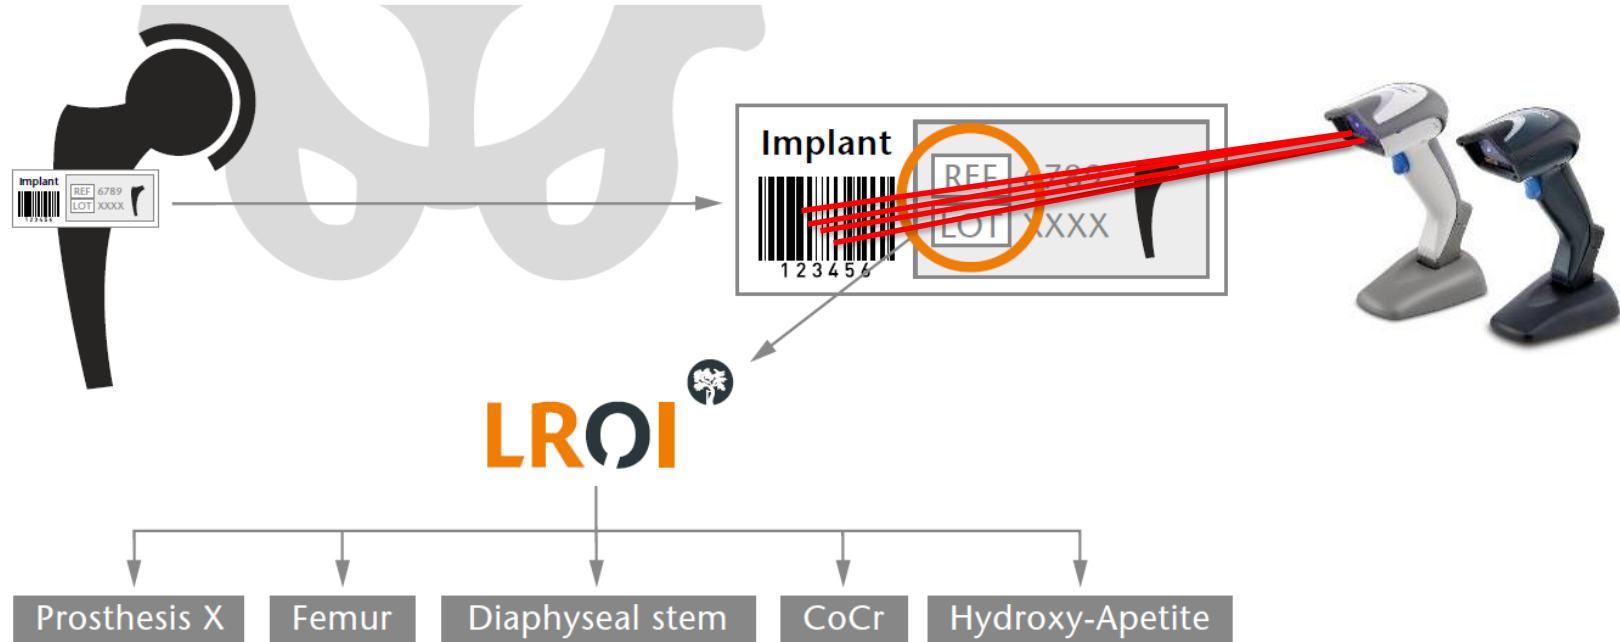 Implant
REF 6789
LOT XXXX
123456
Implant
REF 6789
LOT XXXX
123456
LROI
Prosthesis X
Femur
Diaphyseal stem
CoCr
Hydroxy-Apetite